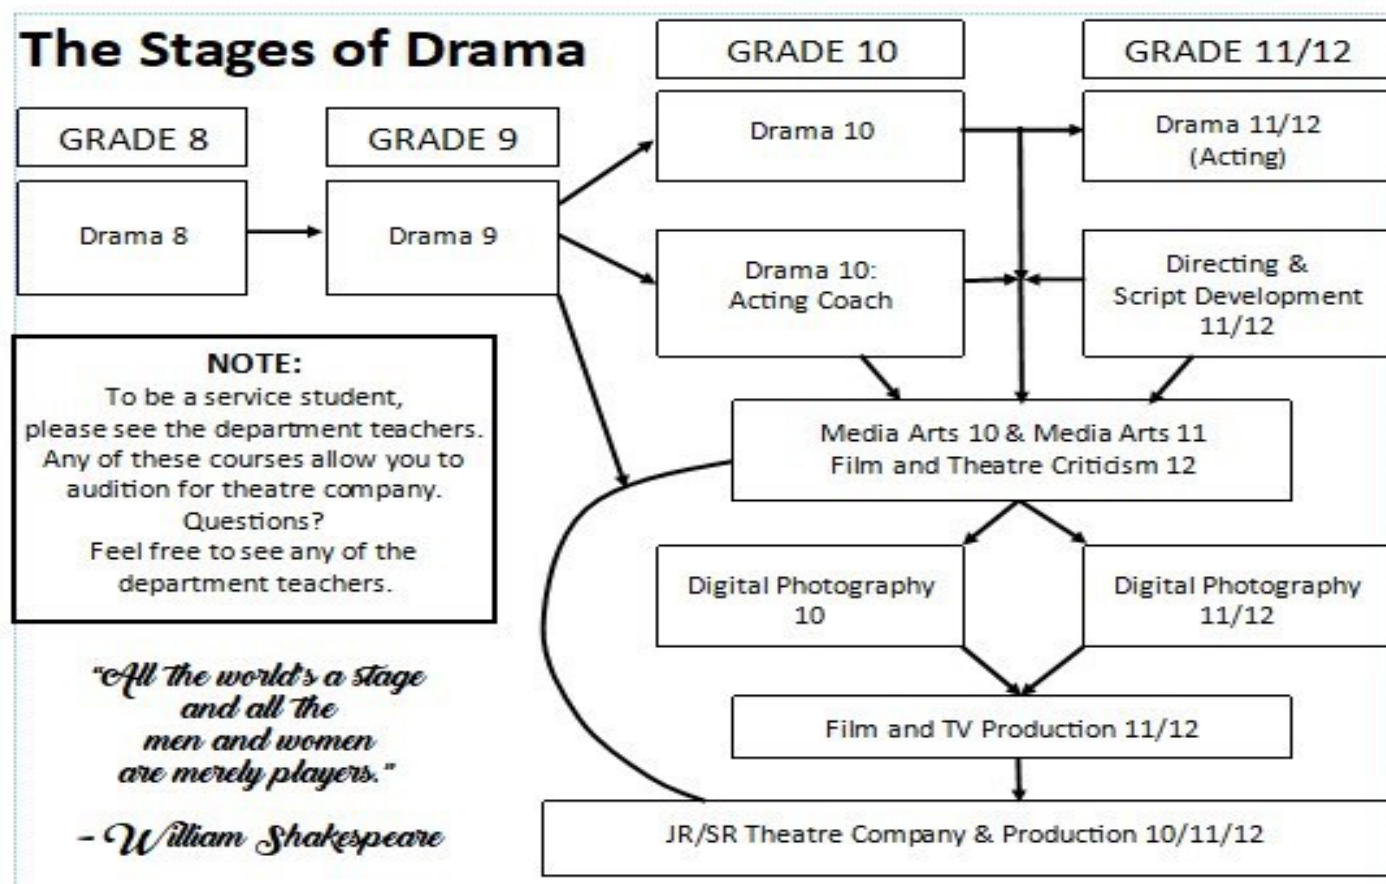 The Stages of Drama
GRADE 8
Drama 8
GRADE 9
Drama 9
GRADE 10
Drama 10
Drama 10:
Acting Coach
GRADE 11/12
Drama 11/12
(Acting)
Directing &
Script Development
11/12
Media Arts 10 & Media Arts 11
Film and Theatre Criticism 12
Digital Photography
10
Digital Photography
11/12
Film and TV Production 11/12
JR/SR Theatre Company & Production 10/11/12
NOTE:
To be a service student,
please see the department teachers.
Any of these courses allow you to
audition for theatre company.
Questions?
Feel free to see any of the
department teachers.
"All the world's a stage
and all the
men and women
are merely players."
– William Shakespeare